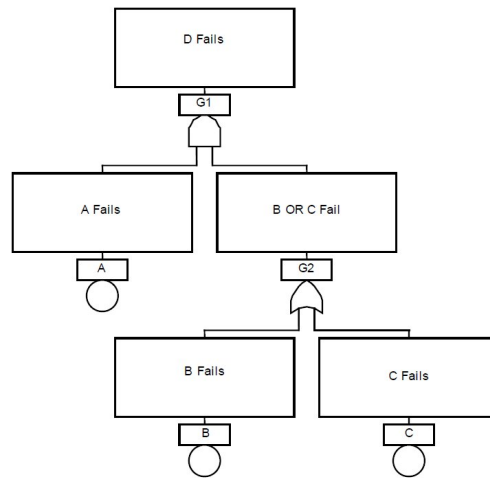 D Fails
G1
A Fails
B OR C Fail
A
G2
B Fails
C Fails
B
C